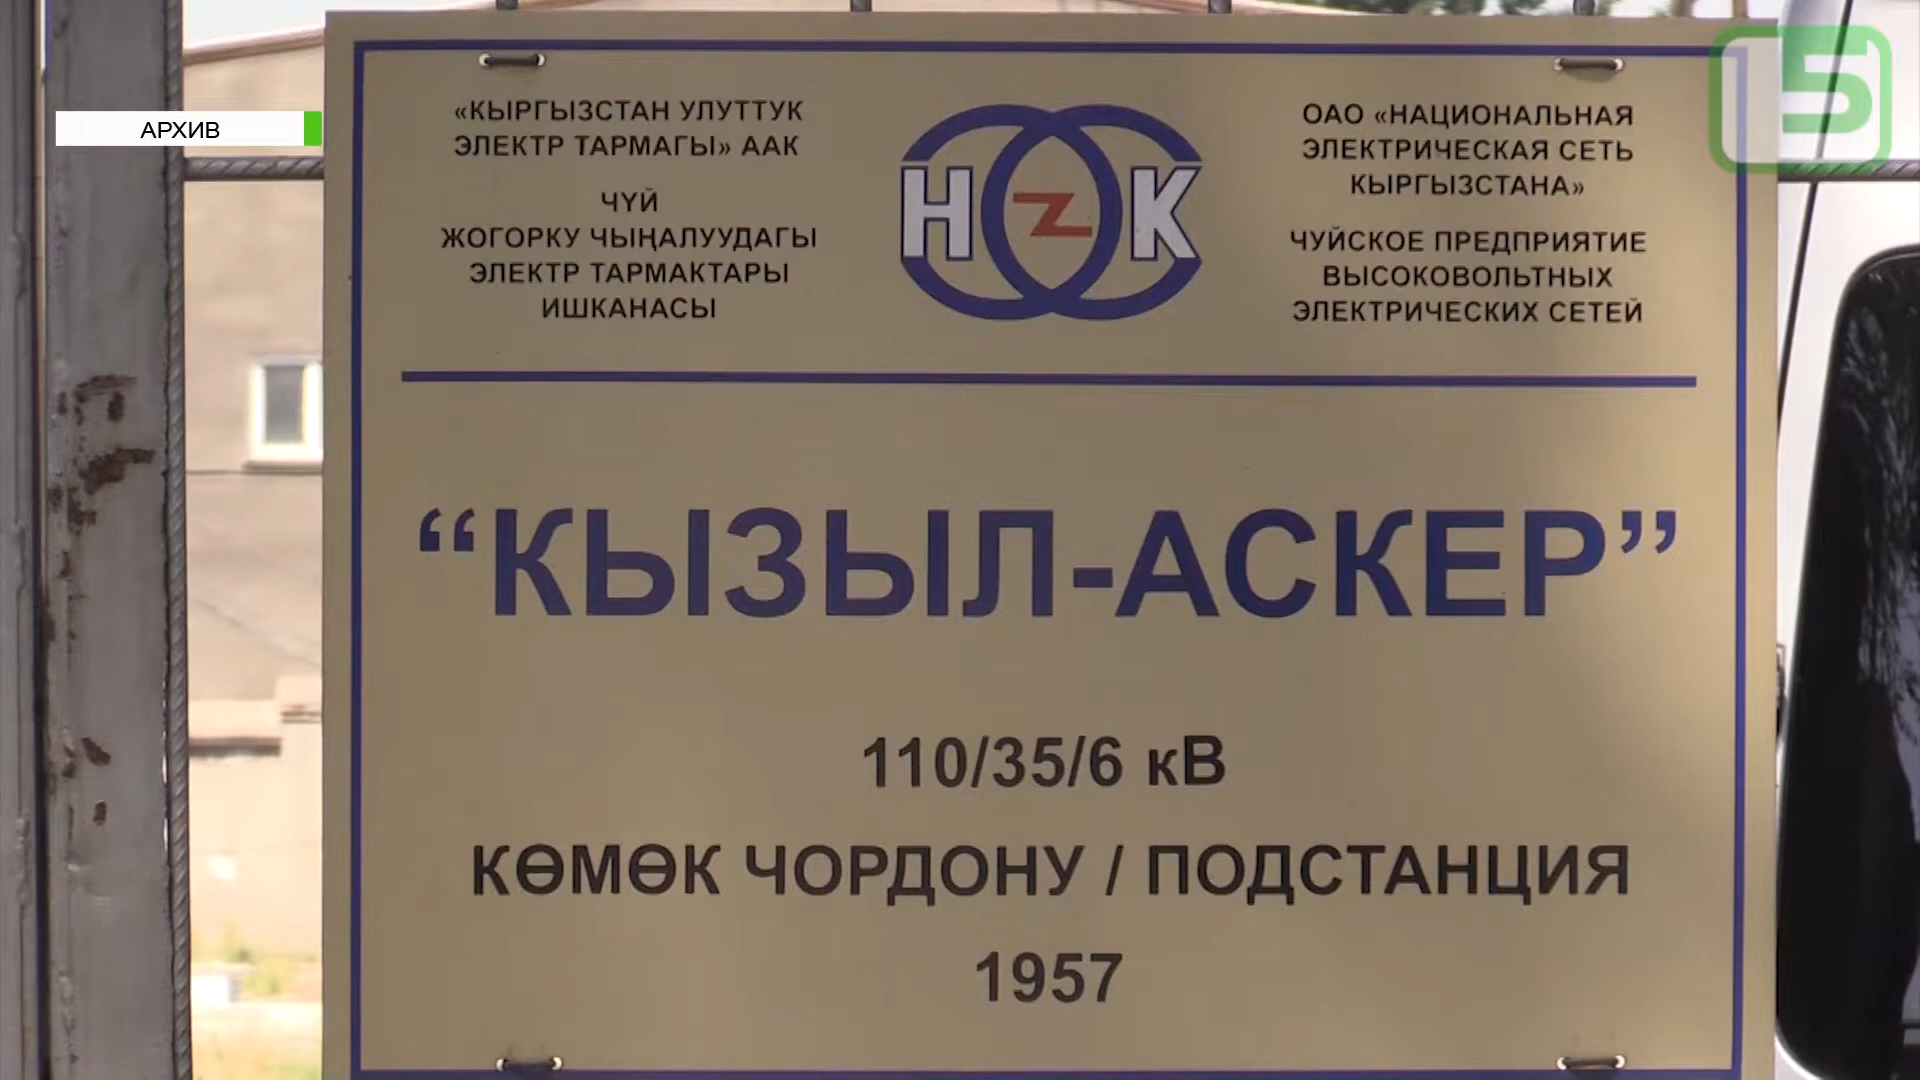 АРХИВ
«КЫРГЫЗСТАН УЛУТТУК
ЭЛЕКТР ТАРМАГЫ» ААК
ЧҮЙ
ЖОГОРКУ ЧЫҢАЛУУДАГЫ
ЭЛЕКТР ТАРМАКТАРЫ
ИШКАНАСЫ
Н К
ОАО «НАЦИОНАЛЬНАЯ
ЭЛЕКТРИЧЕСКАЯ СЕТЬ
КЫРГЫЗСТАНА»
ЧУЙСКОЕ ПРЕДПРИЯТИЕ
ВЫСОКОВОЛЬТНЫХ
ЭЛЕКТРИЧЕСКИХ СЕТЕЙ
5
“КЫЗЫЛ-АСКЕР”
110/35/6 кВ
КӨМӨК ЧОРДОНУ / ПОДСТАНЦИЯ
1957